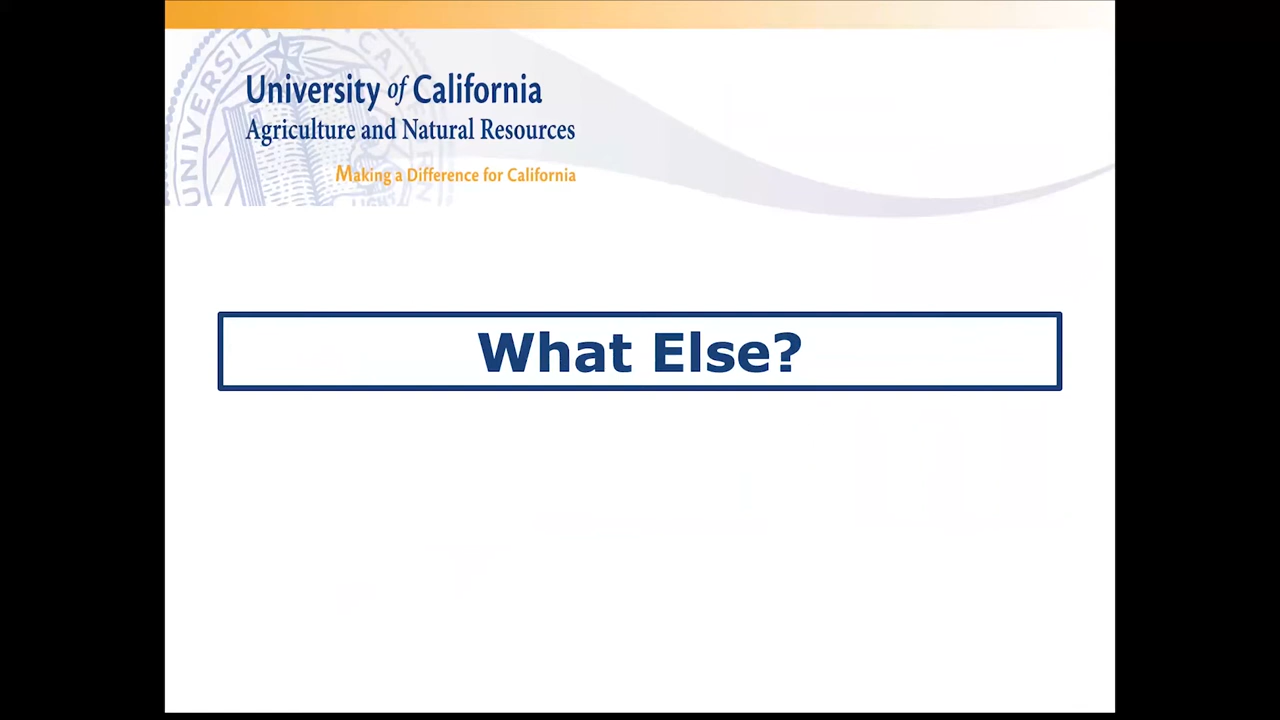 University of California
Agriculture and Natural Resources
Making a Difference for California
What Else?